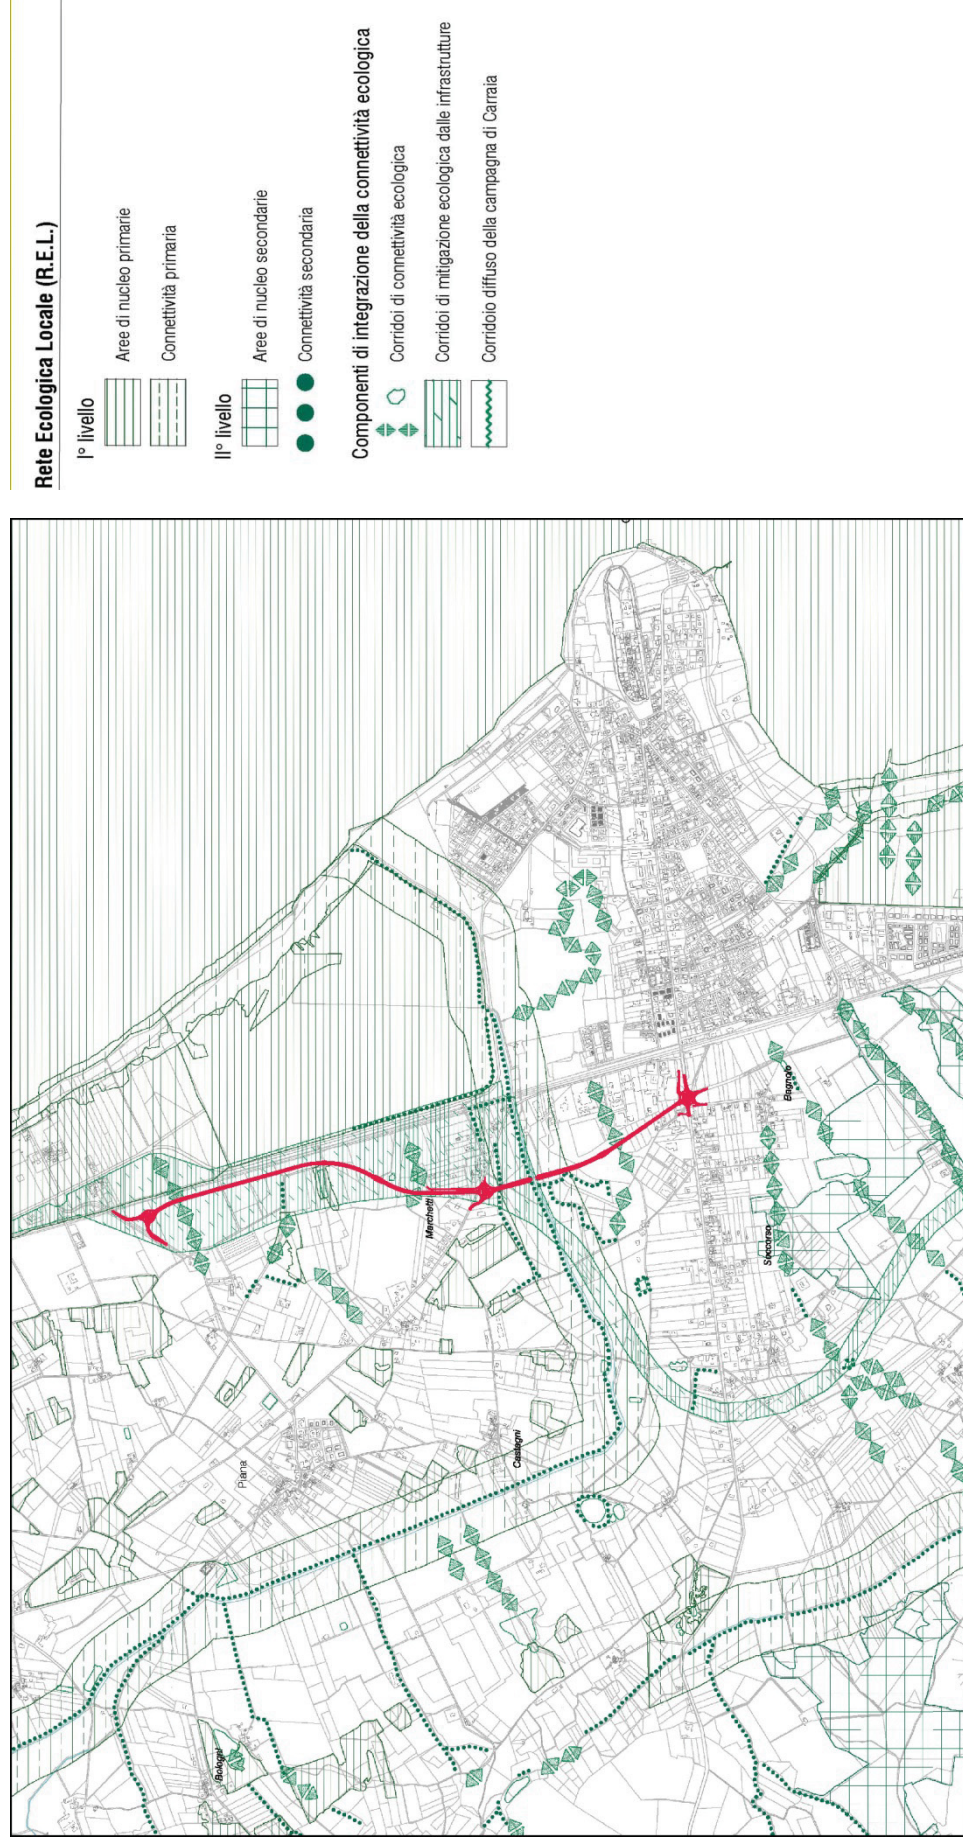 Rete Ecologica Locale (R.E.L.)
I° livello
Aree di nucleo primarie
Connettività primaria
II° livello
Aree di nucleo secondarie
Connettività secondaria
Componenti di integrazione della connettività ecologica
Corridoi di connettività ecologica
Corridoi di mitigazione ecologica dalle infrastrutture
Corridoio diffuso della campagna di Carraia
Bologni
Piana
Castagni
Marchetti
Soccorso
Bagnolo